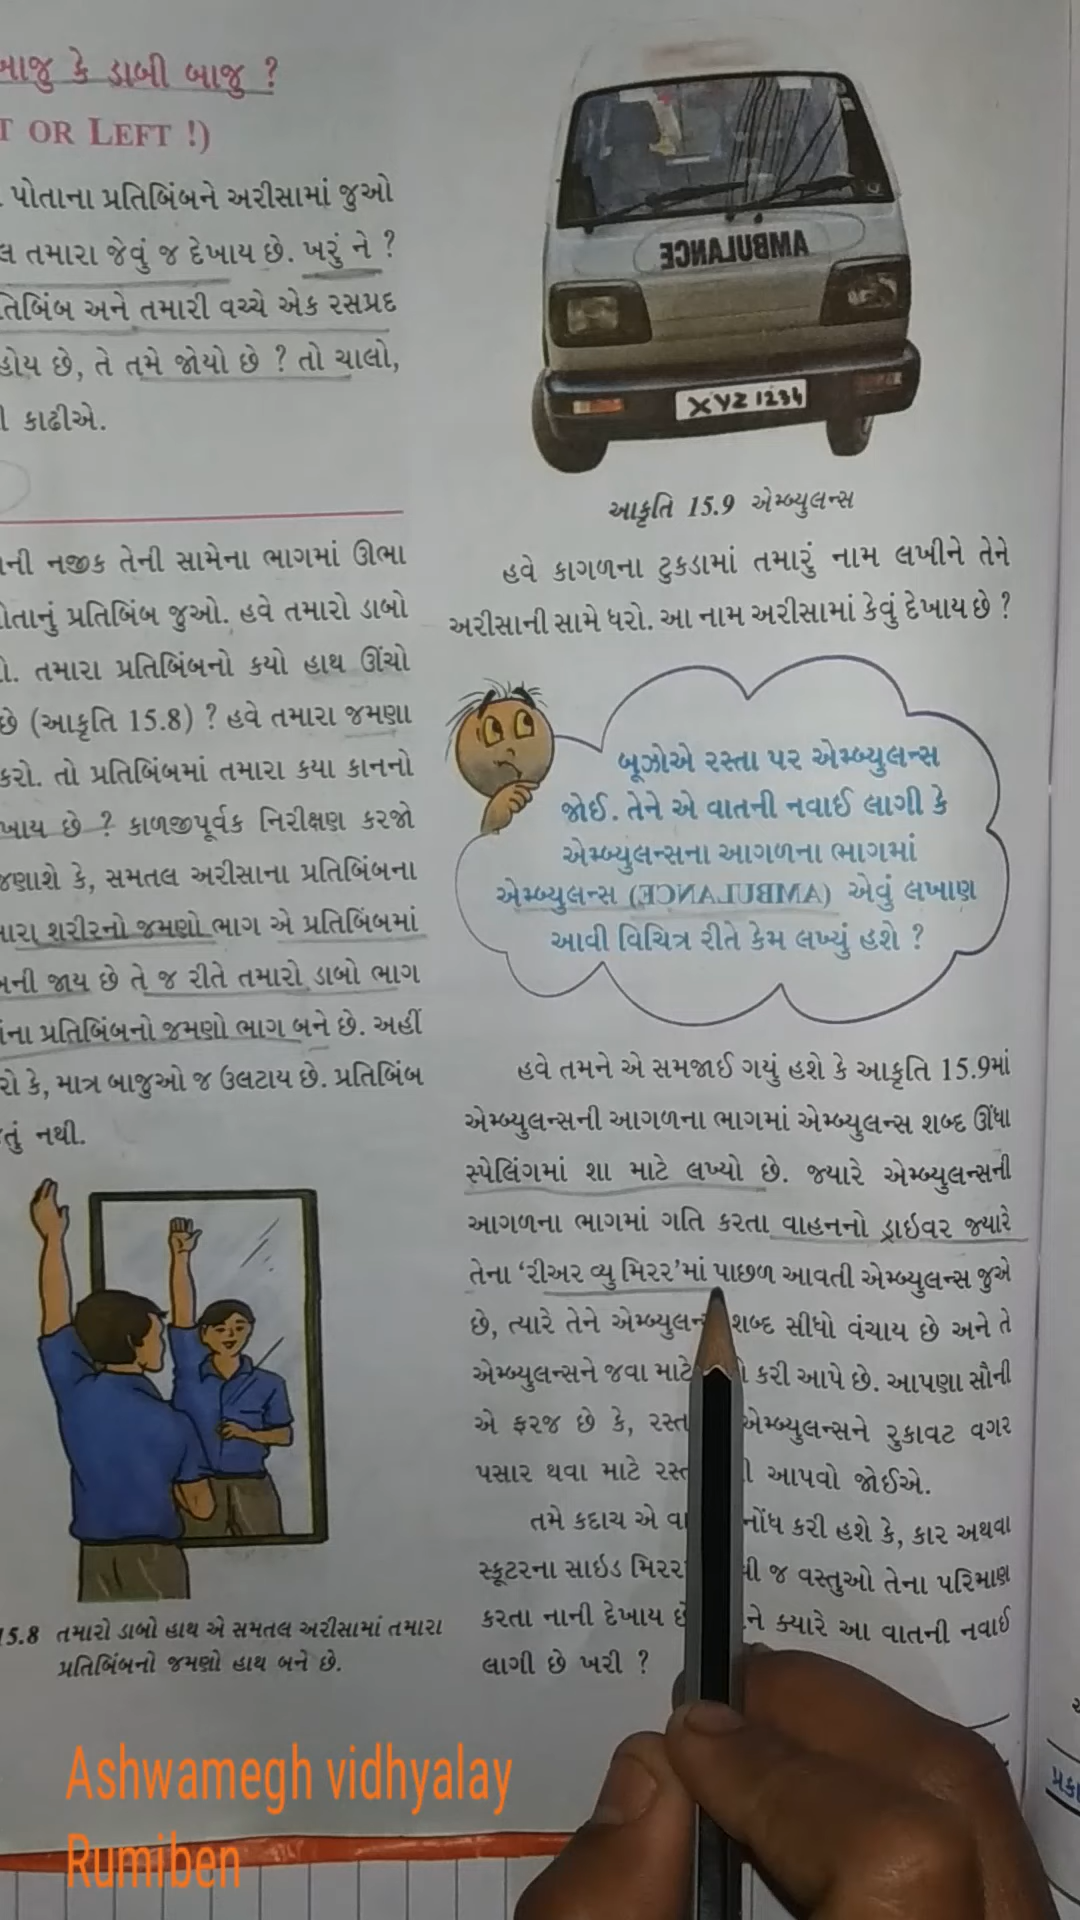 બાજુ કે ડાબી બાજુ ?
OR LEFT !)
પોતાના પ્રતિબિંબને અરીસામાં જુઓ
તમારા જેવું જ દેખાય છે. ખરું ને ?
અને તમારી વચ્ચે એક રસપ્રદ
હોય છે, તે તમે જોયો છે ? તો ચાલો,
કાઢીએ.
નજીક તેની સામેના ભાગમાં ઊભા
પ્રતિબિંબ જુઓ. હવે તમારો ડાબો
તમારા પ્રતિબિંબનો કયો હાથ ઊંચો
છે (આકૃતિ 15.8) ? હવે તમારા જમણા
કરો. તો પ્રતિબિંબમાં તમારા કયા કાનનો
છે ? કાળજીપૂર્વક નિરીક્ષણ કરજો
કે, સમતલ અરીસાના પ્રતિબિંબના
શરીરનો જમણો ભાગ એ પ્રતિબિંબમાં
જાય છે તે જ રીતે તમારો ડાબો ભાગ
પ્રતિબિંબનો જમણો ભાગ બને છે. અહીં
કે, માત્ર બાજુઓ જ ઉલટાય છે. પ્રતિબિંબ
નથી.
15.8 તમારો ડાબો હાથ એ સમતલ અરીસામાં તમારા
પ્રતિબિંબનો જમણો હાથ બને છે.
AMBULANCE
XYZ 1234
આકૃતિ 15.9 એમ્બ્યુલન્સ
હવે કાગળના ટુકડામાં તમારું નામ લખીને તેને
અરીસાની સામે ધરો. આ નામ અરીસામાં કેવું દેખાય છે ?
બૂઝોએ રસ્તા પર એમ્બ્યુલન્સ
જોઈ. તેને એ વાતની નવાઈ લાગી કે
એમ્બ્યુલન્સના આગળના ભાગમાં
એમ્બ્યુલન્સ (AMBULANCE) એવું લખાણ
આવી વિચિત્ર રીતે કેમ લખ્યું હશે ?
હવે તમને એ સમજાઈ ગયું હશે કે આકૃતિ 15.9માં
એમ્બ્યુલન્સની આગળના ભાગમાં એમ્બ્યુલન્સ શબ્દ ઊંધા
સ્પેલિંગમાં શા માટે લખ્યો છે. જ્યારે એમ્બ્યુલન્સની
આગળના ભાગમાં ગતિ કરતા વાહનનો ડ્રાઇવર જ્યારે
તેના ‘રીઅર વ્યુ મિરર’માં પાછળ આવતી એમ્બ્યુલન્સ જુએ
છે, ત્યારે તેને શબ્દ સીધો વંચાય છે અને તે
એમ્બ્યુલન્સને જવા માટે કરી આપે છે. આપણા સૌની
એ ફરજ છે કે, એમ્બ્યુલન્સને રુકાવટ વગર
પસાર થવા માટે આપવો જોઈએ.
તમે કદાચ એ નોંધ કરી હશે કે, કાર અથવા
સ્કૂટરના સાઇડ જ વસ્તુઓ તેના પરિમાણ
કરતા નાની દેખાય ક્યારે આ વાતની નવાઈ
લાગી છે ખરી ?
Ashwamegh vidhyalay
Rumiben